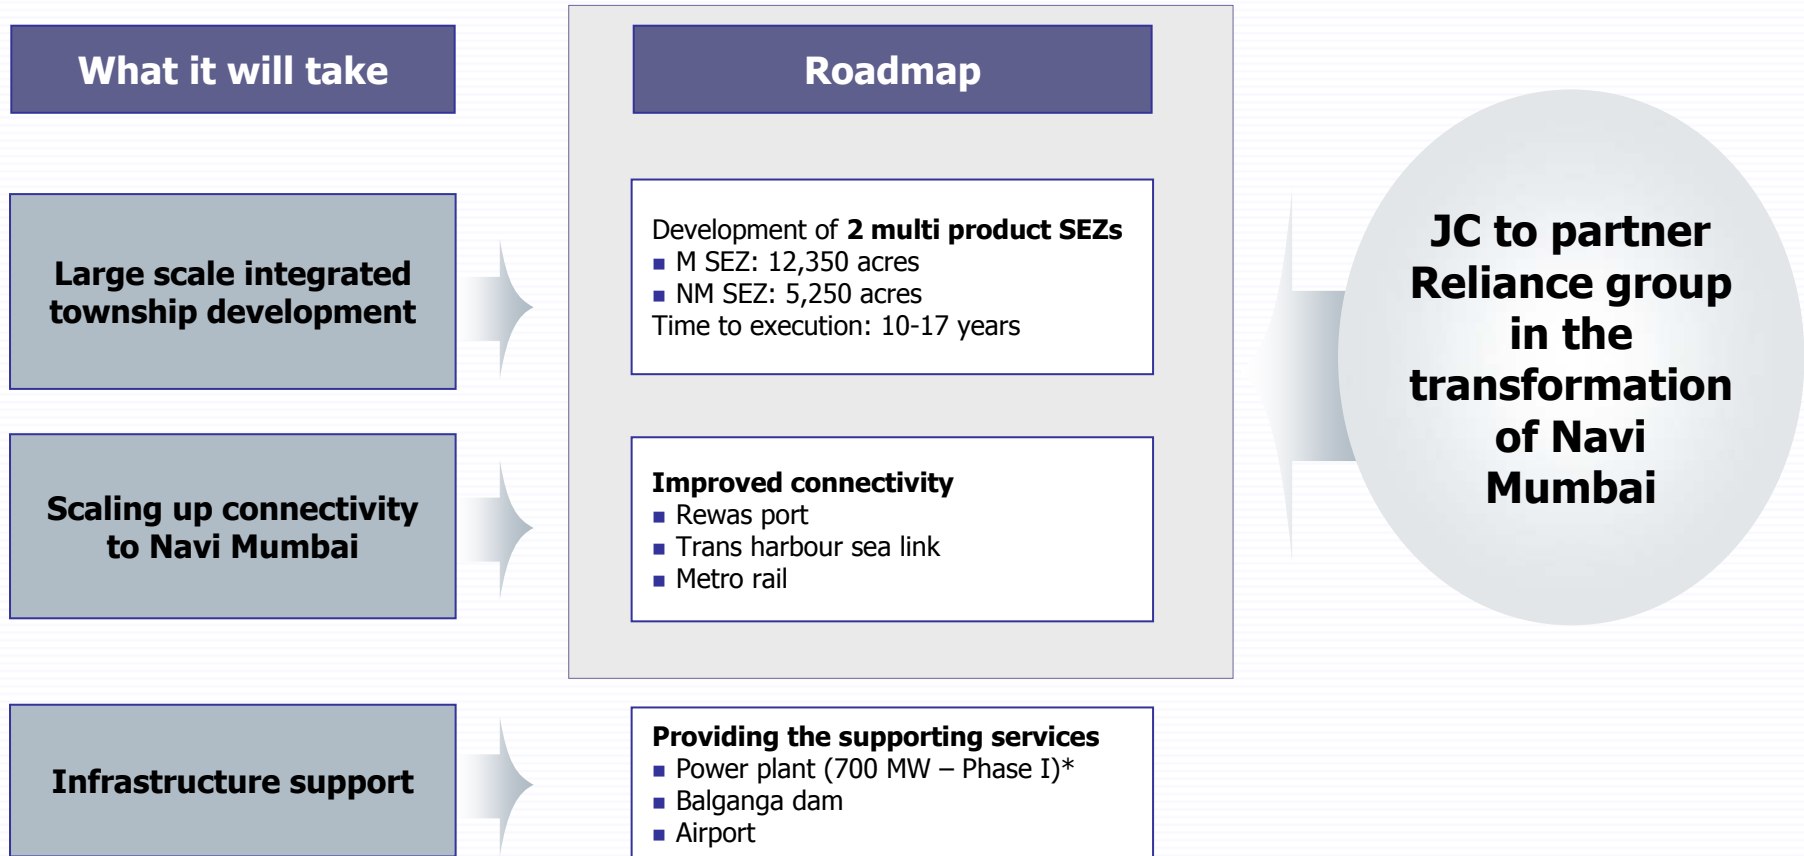 What it will take
Roadmap
Large scale integrated
township development
Development of 2 multi product SEZs
■ M SEZ: 12,350 acres
■ NM SEZ: 5,250 acres
Time to execution: 10-17 years
Scaling up connectivity
to Navi Mumbai
Improved connectivity
■ Rewas port
■ Trans harbour sea link
■ Metro rail
Infrastructure support
Providing the supporting services
■ Power plant (700 MW – Phase I)*
■ Balganga dam
■ Airport
JC to partner
Reliance group
in the
transformation
of Navi
Mumbai